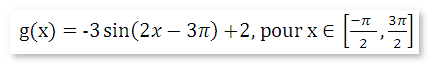 g(x) = -3 sin(2x − 3π) +2, pour x ∈ [−π/2 , 3π/2]